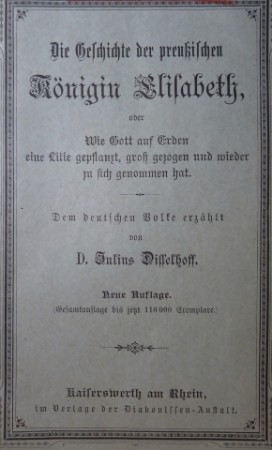 Die Geschichte der preußischen
Königin Elisabeth,
oder
Wie Gott auf Erden
eine Lilie gepflanzt, groß gezogen und wieder
zu sich genommen hat.
Dem deutschen Volke erzählt
von
D. Julius Disselhoff.
Neue Auflage.
(Gesamtauflage bis jetzt 110000 Exemplare.)
Kaiserswerth am Rhein,
im Verlage der Diakonissen-Anstalt.